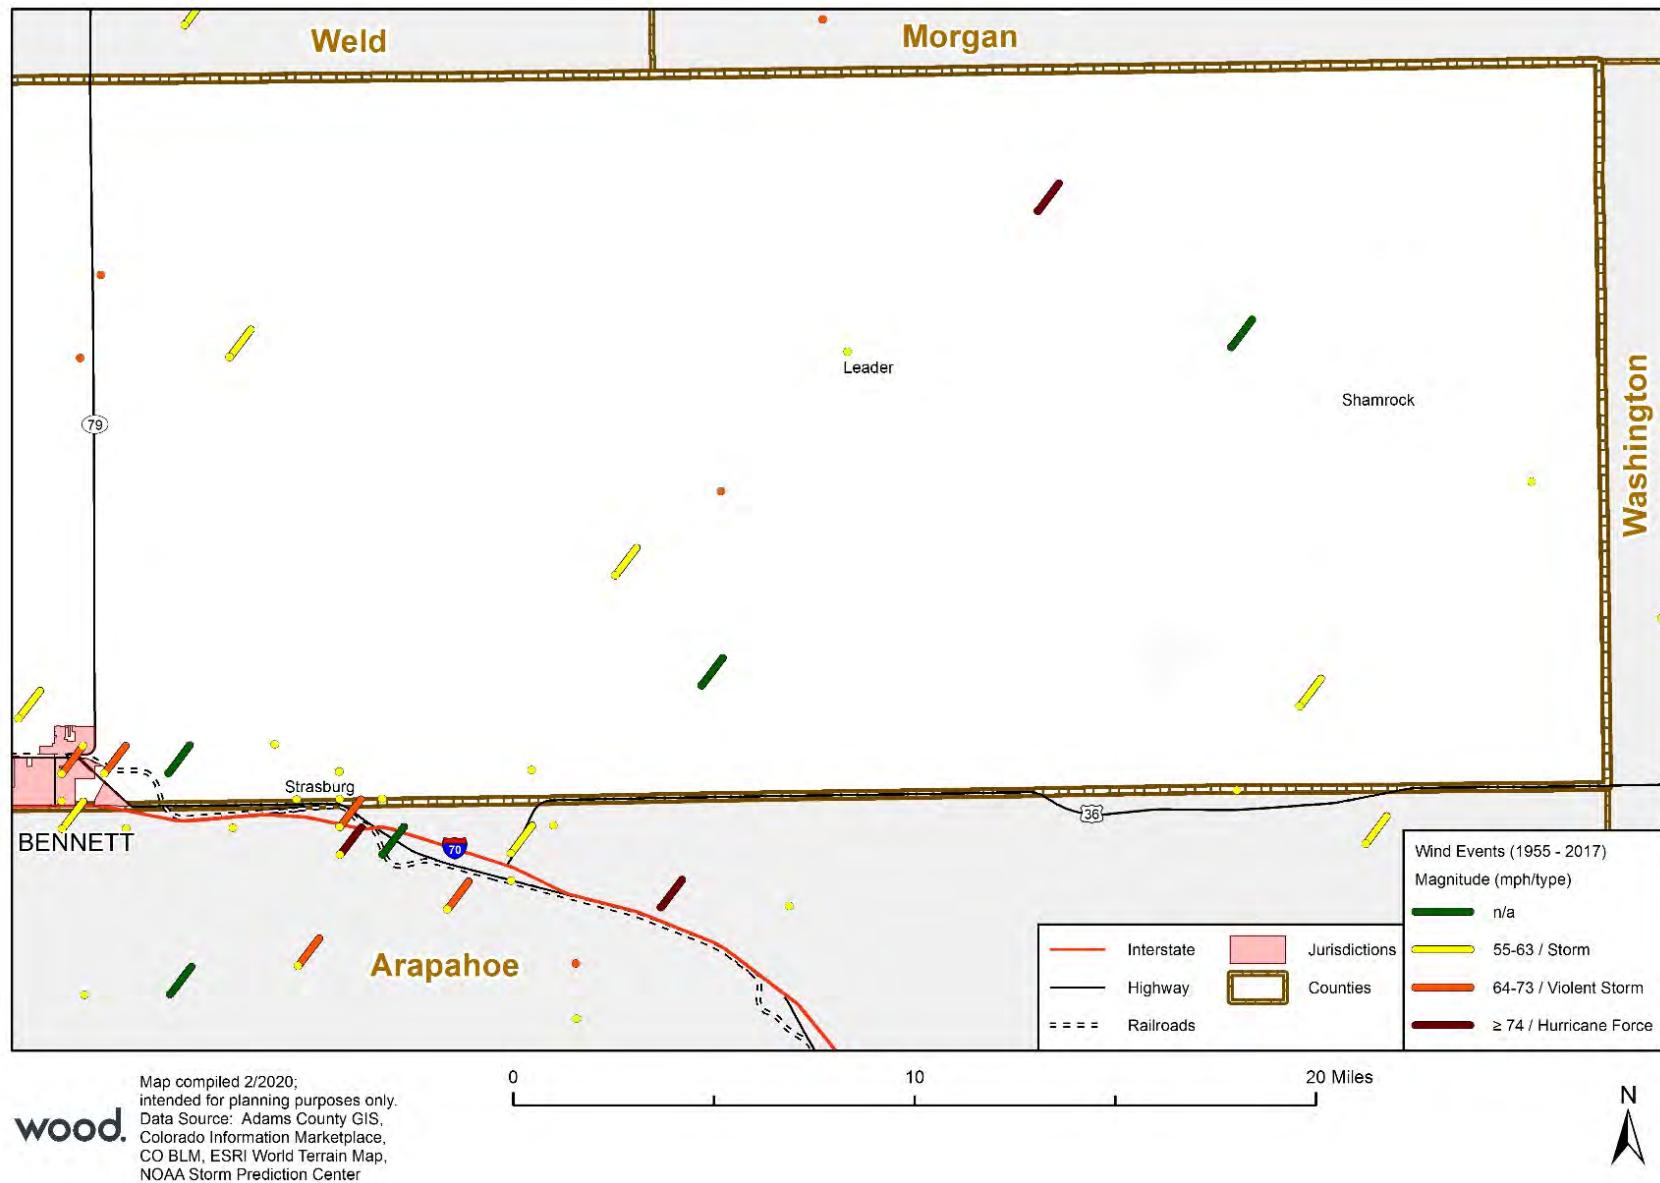 Weld
Morgan
Leader
Shamrock
79
Washington
Strasburg
36
BENNETT
70
Arapahoe
Wind Events (1955 - 2017)
Magnitude (mph/type)
n/a
55-63 / Storm
64-73 / Violent Storm
≥ 74 / Hurricane Force
Interstate
Highway
Railroads
Jurisdictions
Counties
wood.
Map compiled 2/2020;
intended for planning purposes only.
Data Source: Adams County GIS,
Colorado Information Marketplace,
CO BLM, ESRI World Terrain Map,
NOAA Storm Prediction Center
0
10
20 Miles
N